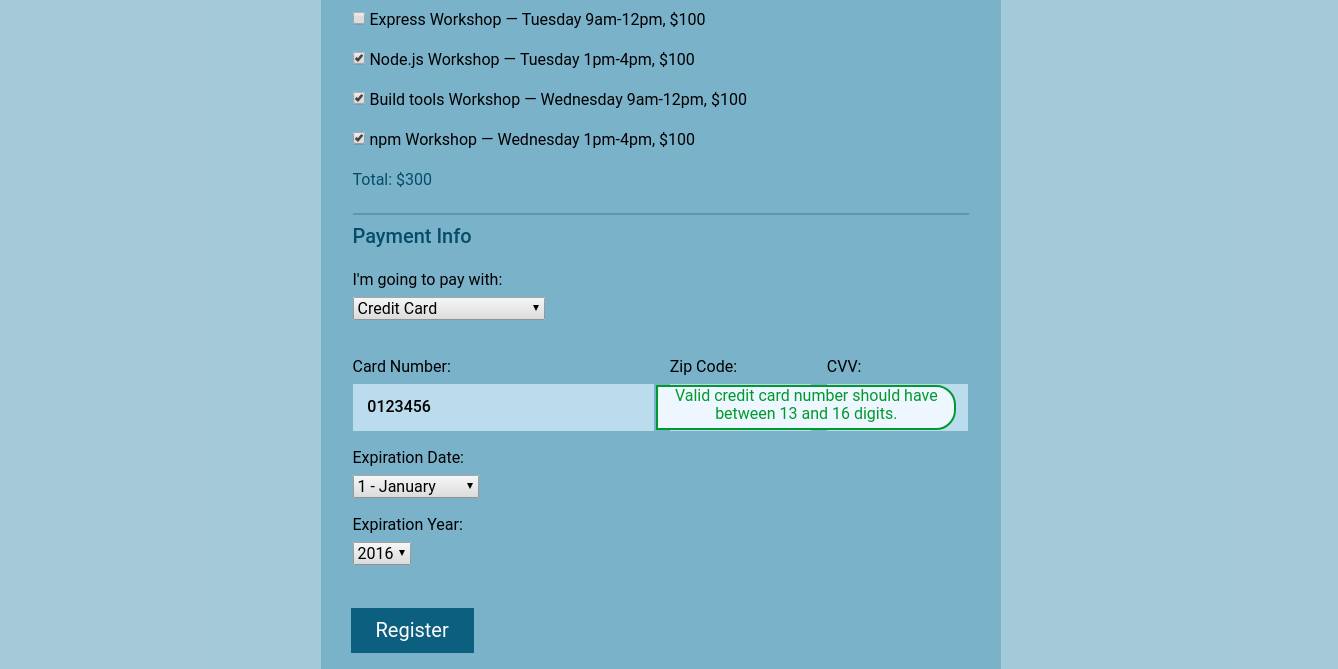 Express Workshop — Tuesday 9am-12pm, $100
Node.js Workshop — Tuesday 1pm-4pm, $100
Build tools Workshop — Wednesday 9am-12pm, $100
npm Workshop — Wednesday 1pm-4pm, $100
Total: $300
Payment Info
I'm going to pay with:
Credit Card
Card Number: Zip Code: CVV:
0123456
Valid credit card number should have
between 13 and 16 digits.
Expiration Date:
1 - January
Expiration Year:
2016
Register